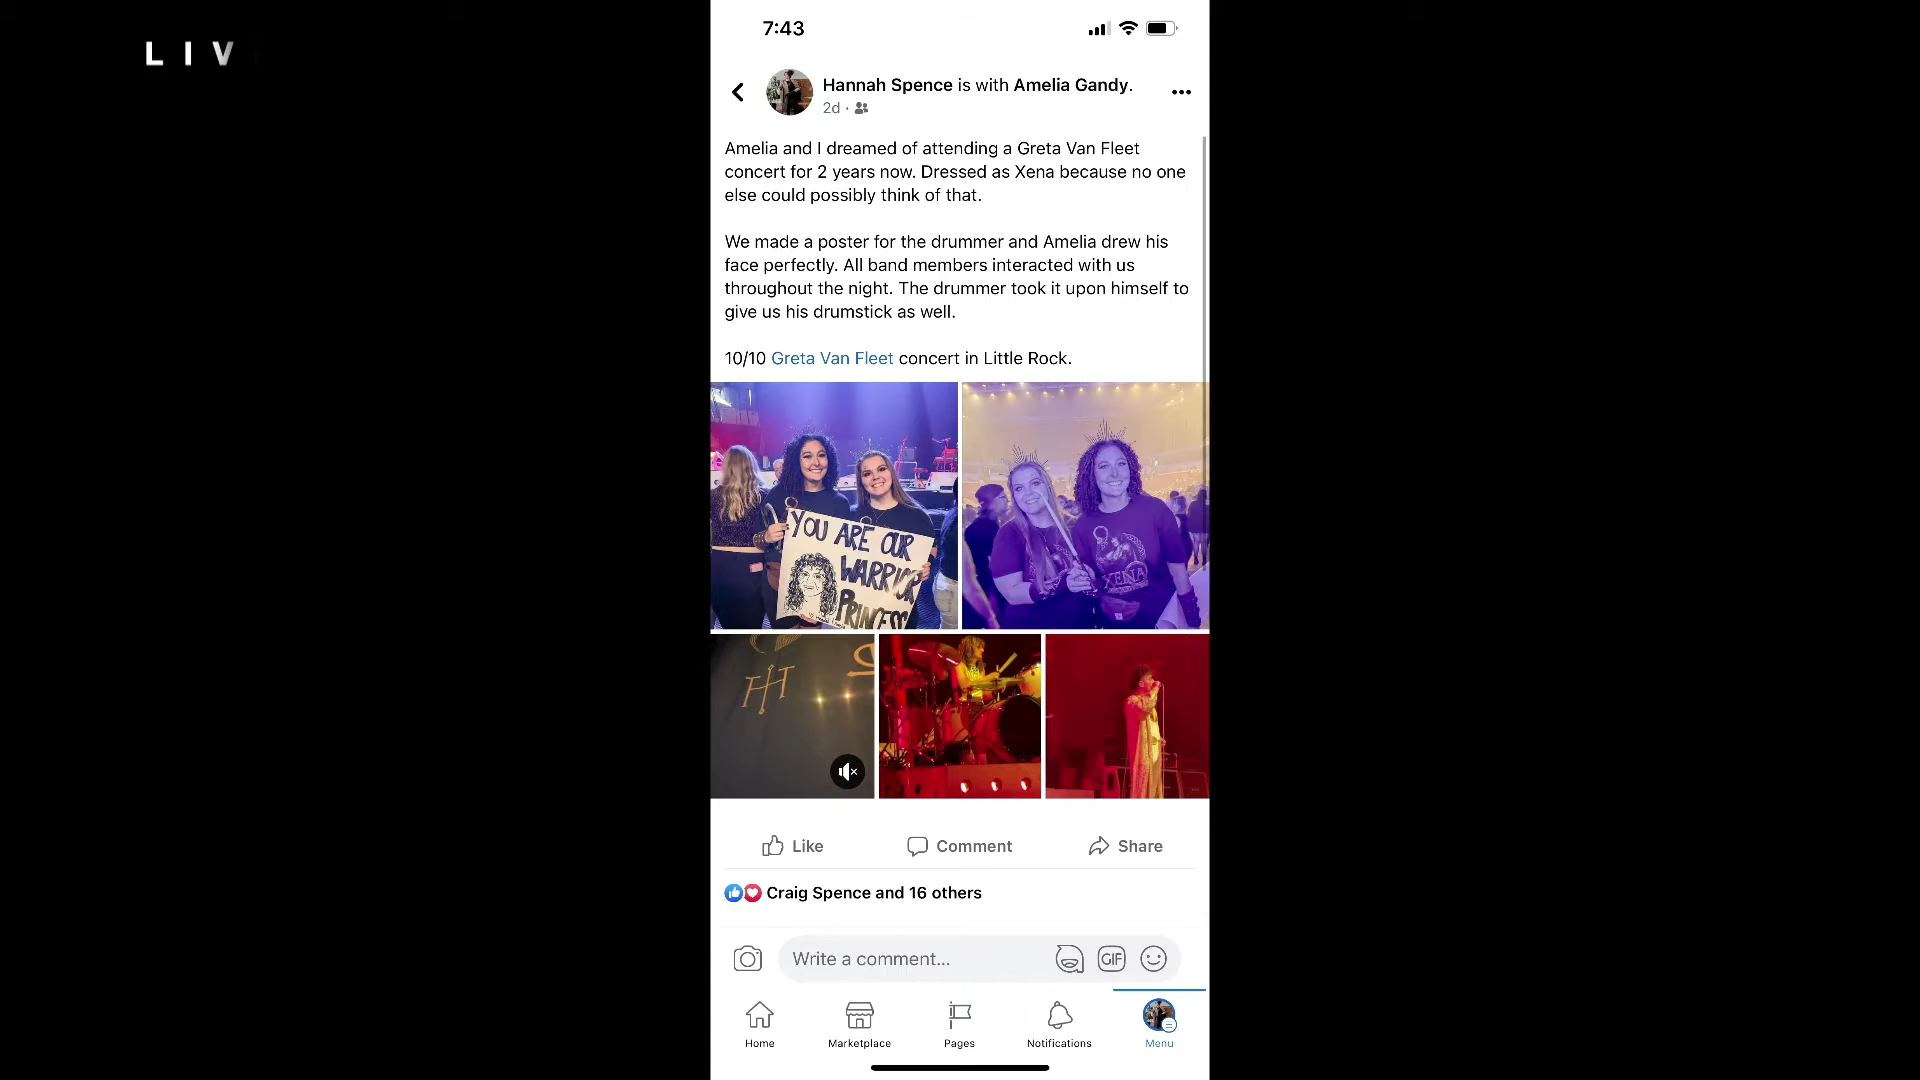 LIV
7:43
Hannah Spence is with Amelia Gandy.
2d ·
Amelia and I dreamed of attending a Greta Van Fleet
concert for 2 years now. Dressed as Xena because no one
else could possibly think of that.
We made a poster for the drummer and Amelia drew his
face perfectly. All band members interacted with us
throughout the night. The drummer took it upon himself to
give us his drumstick as well.
10/10 Greta Van Fleet concert in Little Rock.
YOU ARE OUR
WARRIOR
PRINCESS
XENA
Like
Comment
Share
Craig Spence and 16 others
Write a comment...
GIF
Home
Marketplace
Pages
Notifications
Menu